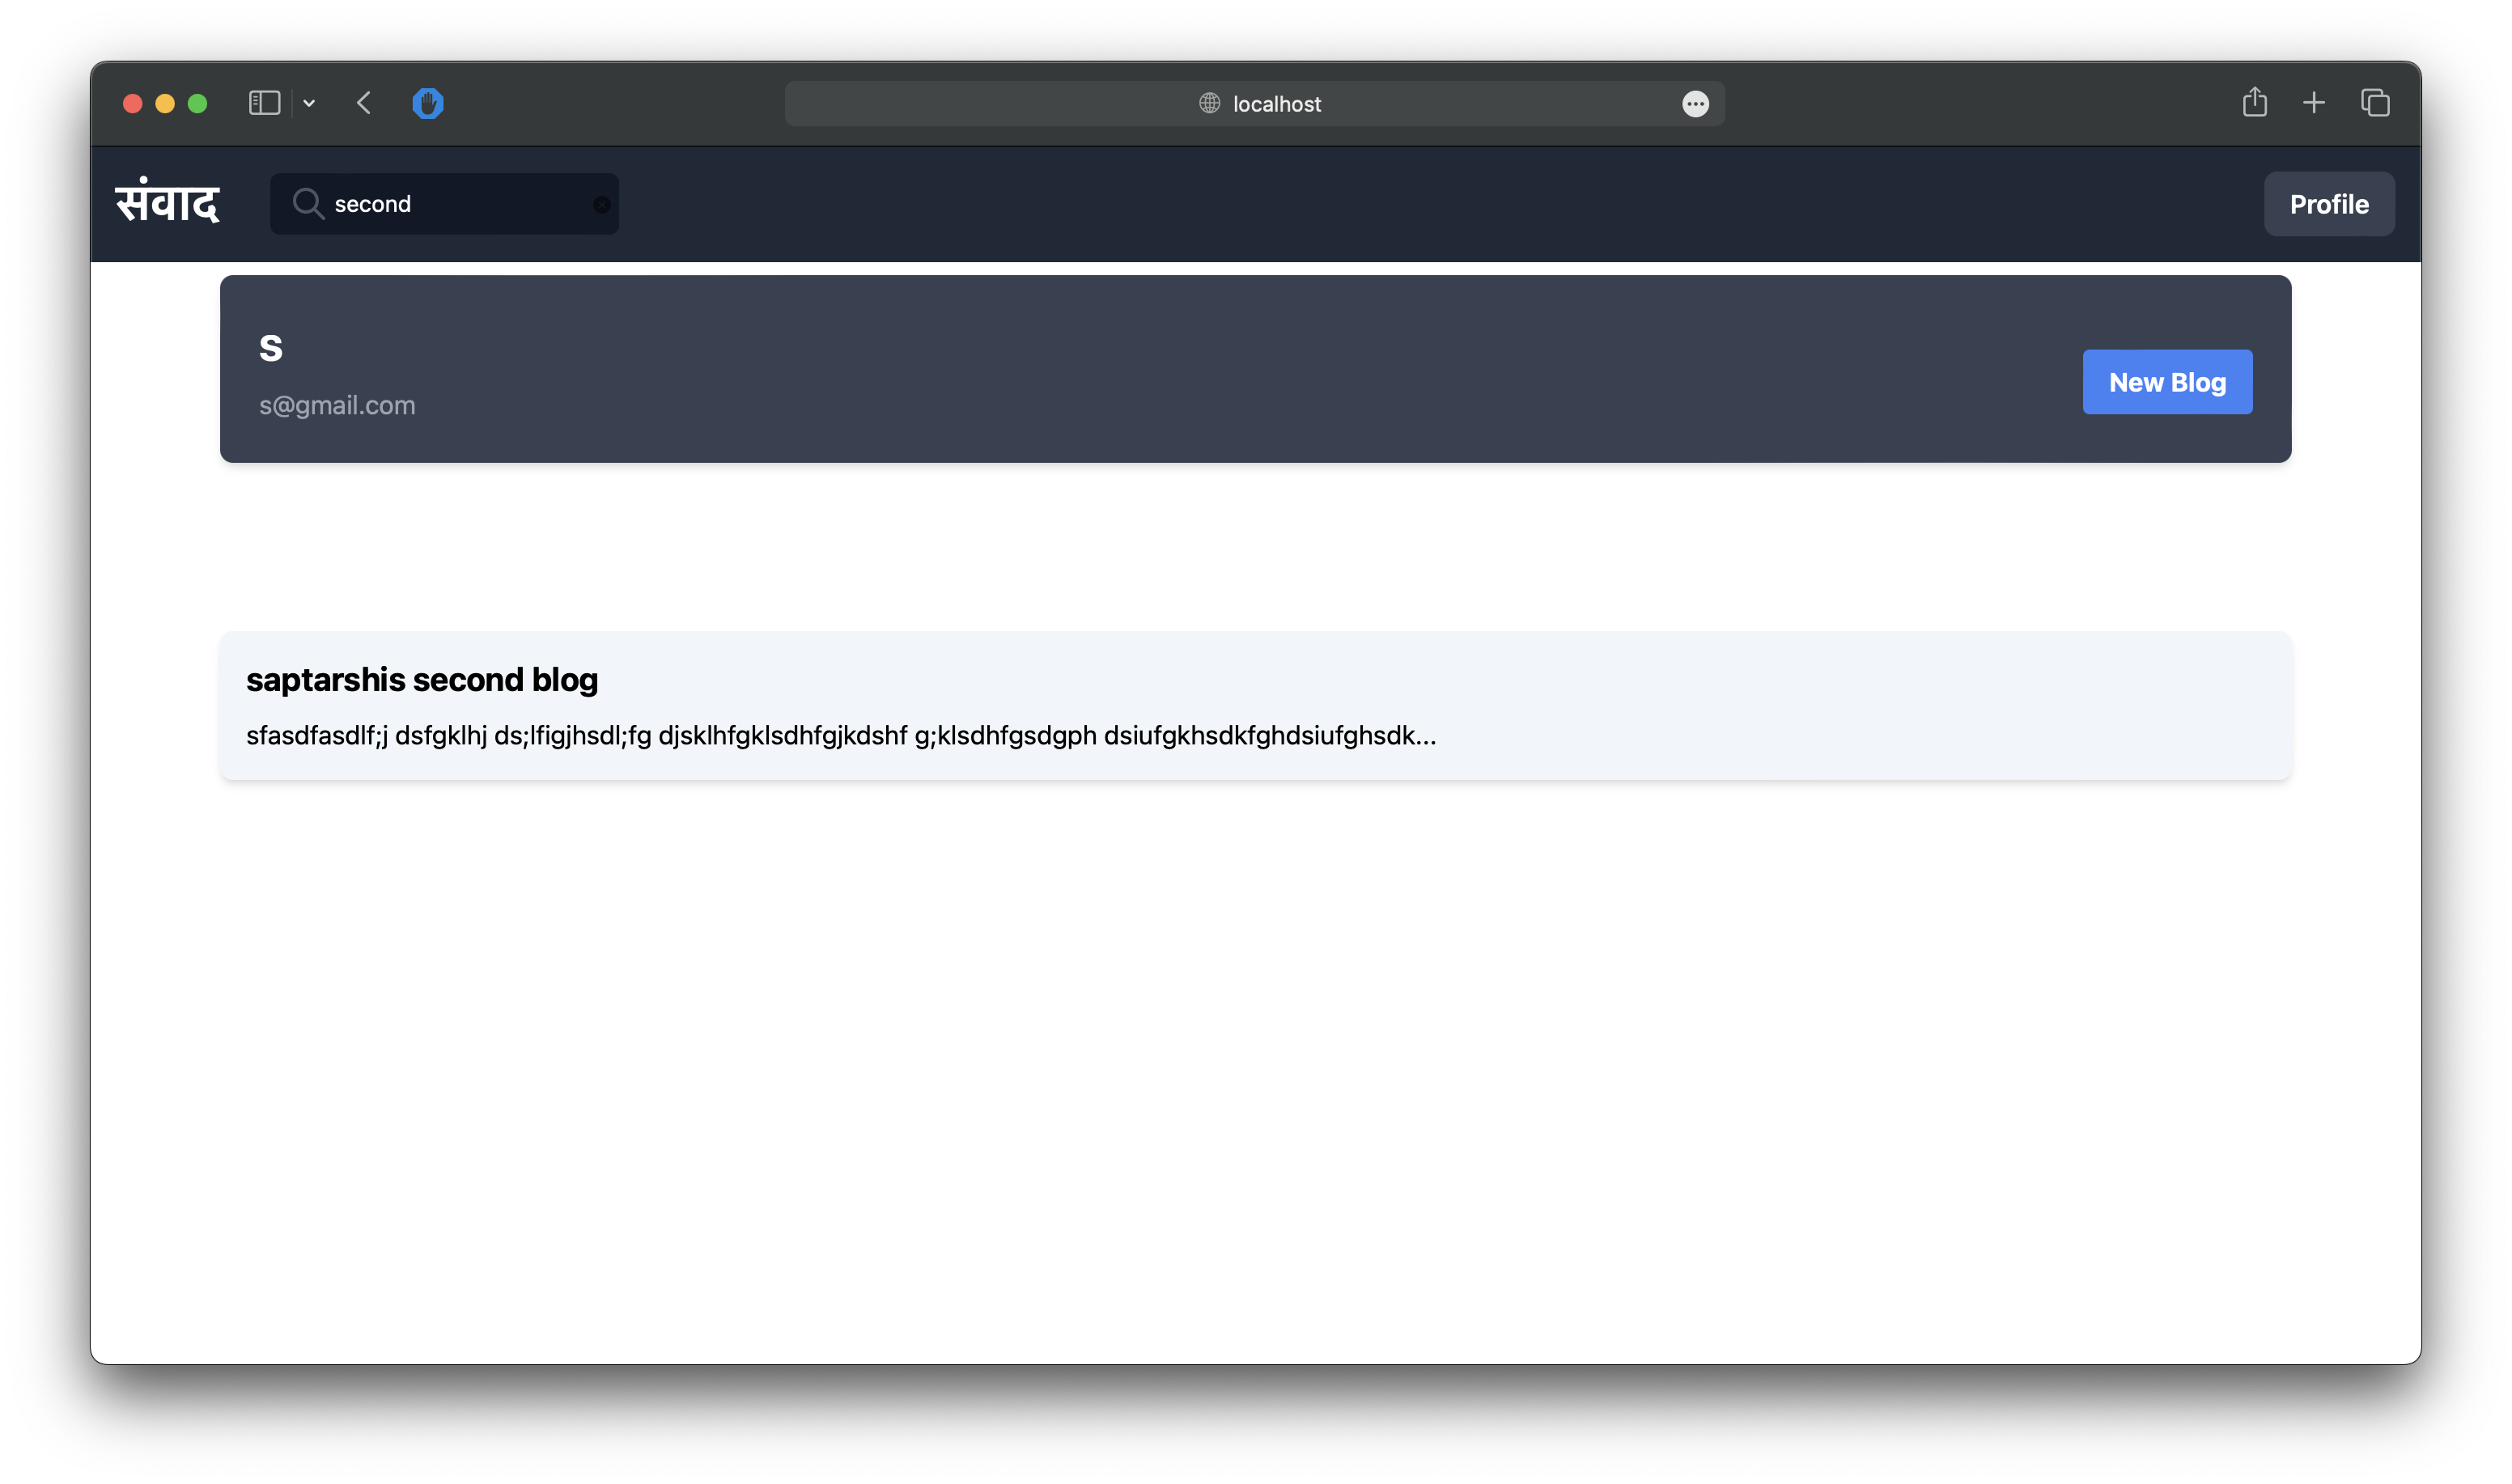 localhost
संवाद
second
Profile
s
s@gmail.com
New Blog
saptarshis second blog
sfasdfasdlf;j dsfgklhj ds;lfigjhsdl;fg djsklhfgklsdhfgjkdshf g;klsdhfgsdgph dsiufgkhsdkfghdsiufghsdk...